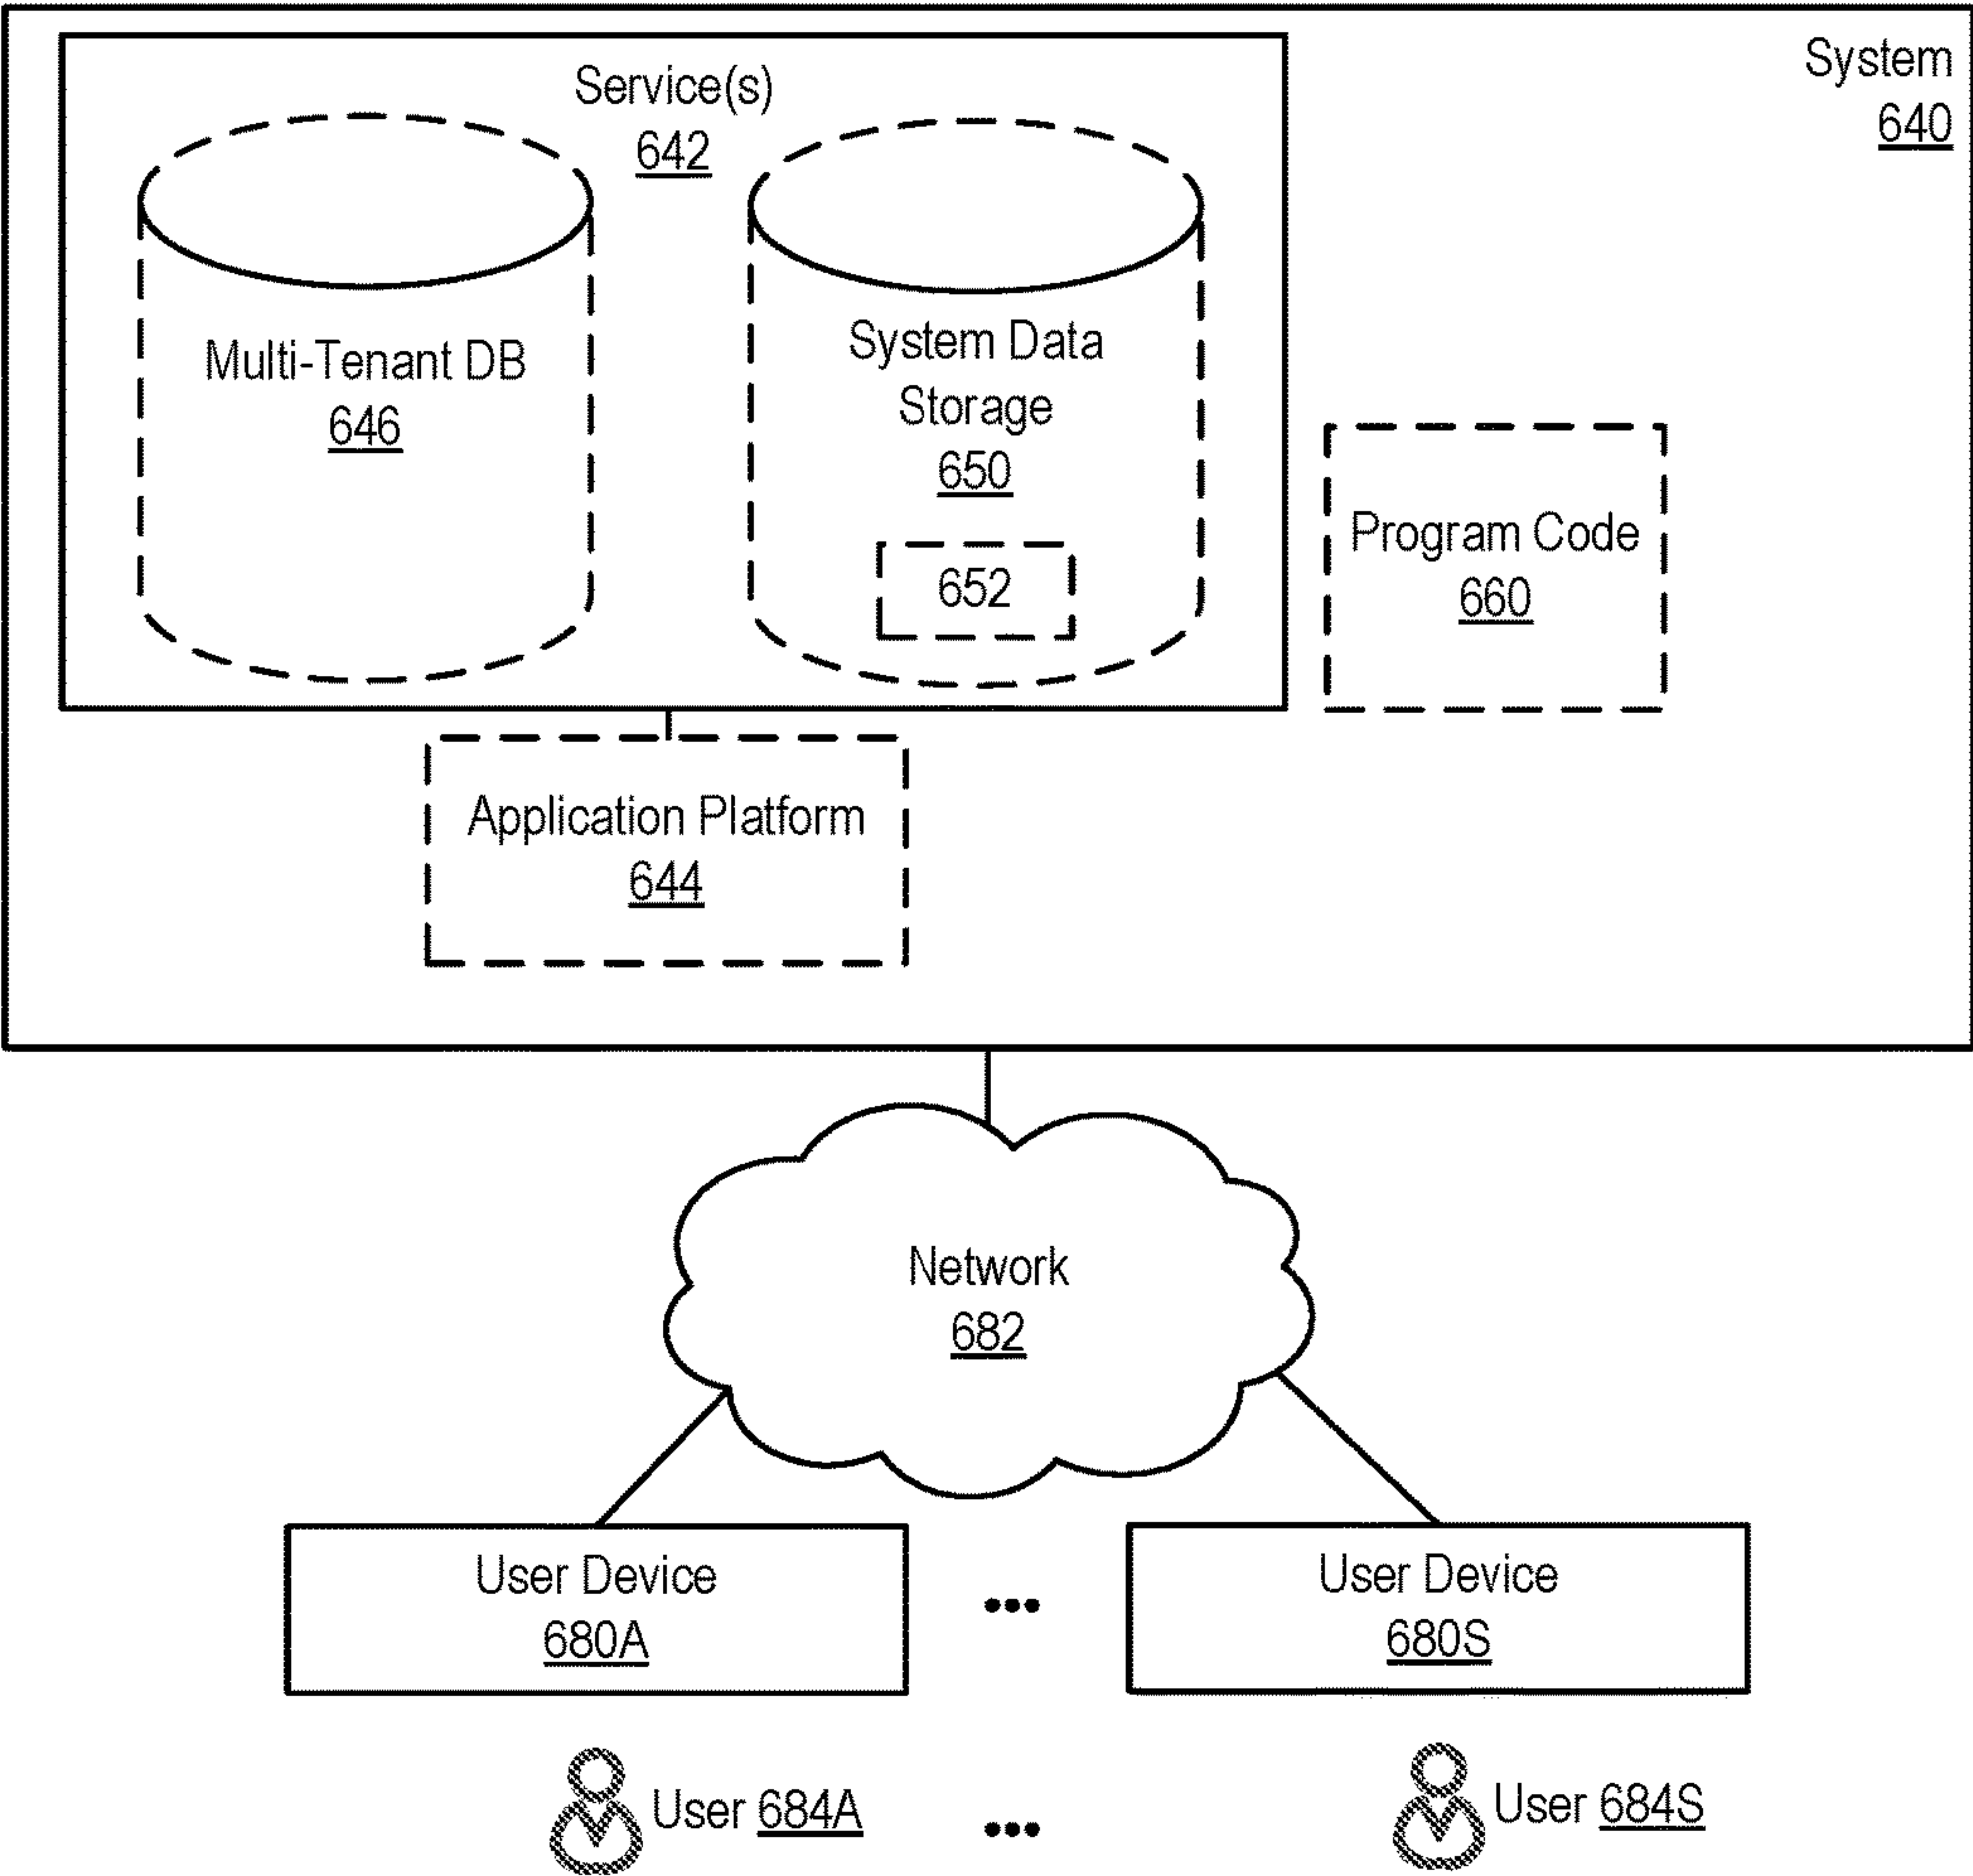 System
640
Service(s)
642
Multi-Tenant DB
646
System Data
Storage
650
652
Program Code
660
Application Platform
644
Network
682
User Device
680A
•••
User Device
680S
User 684A
•••
User 684S